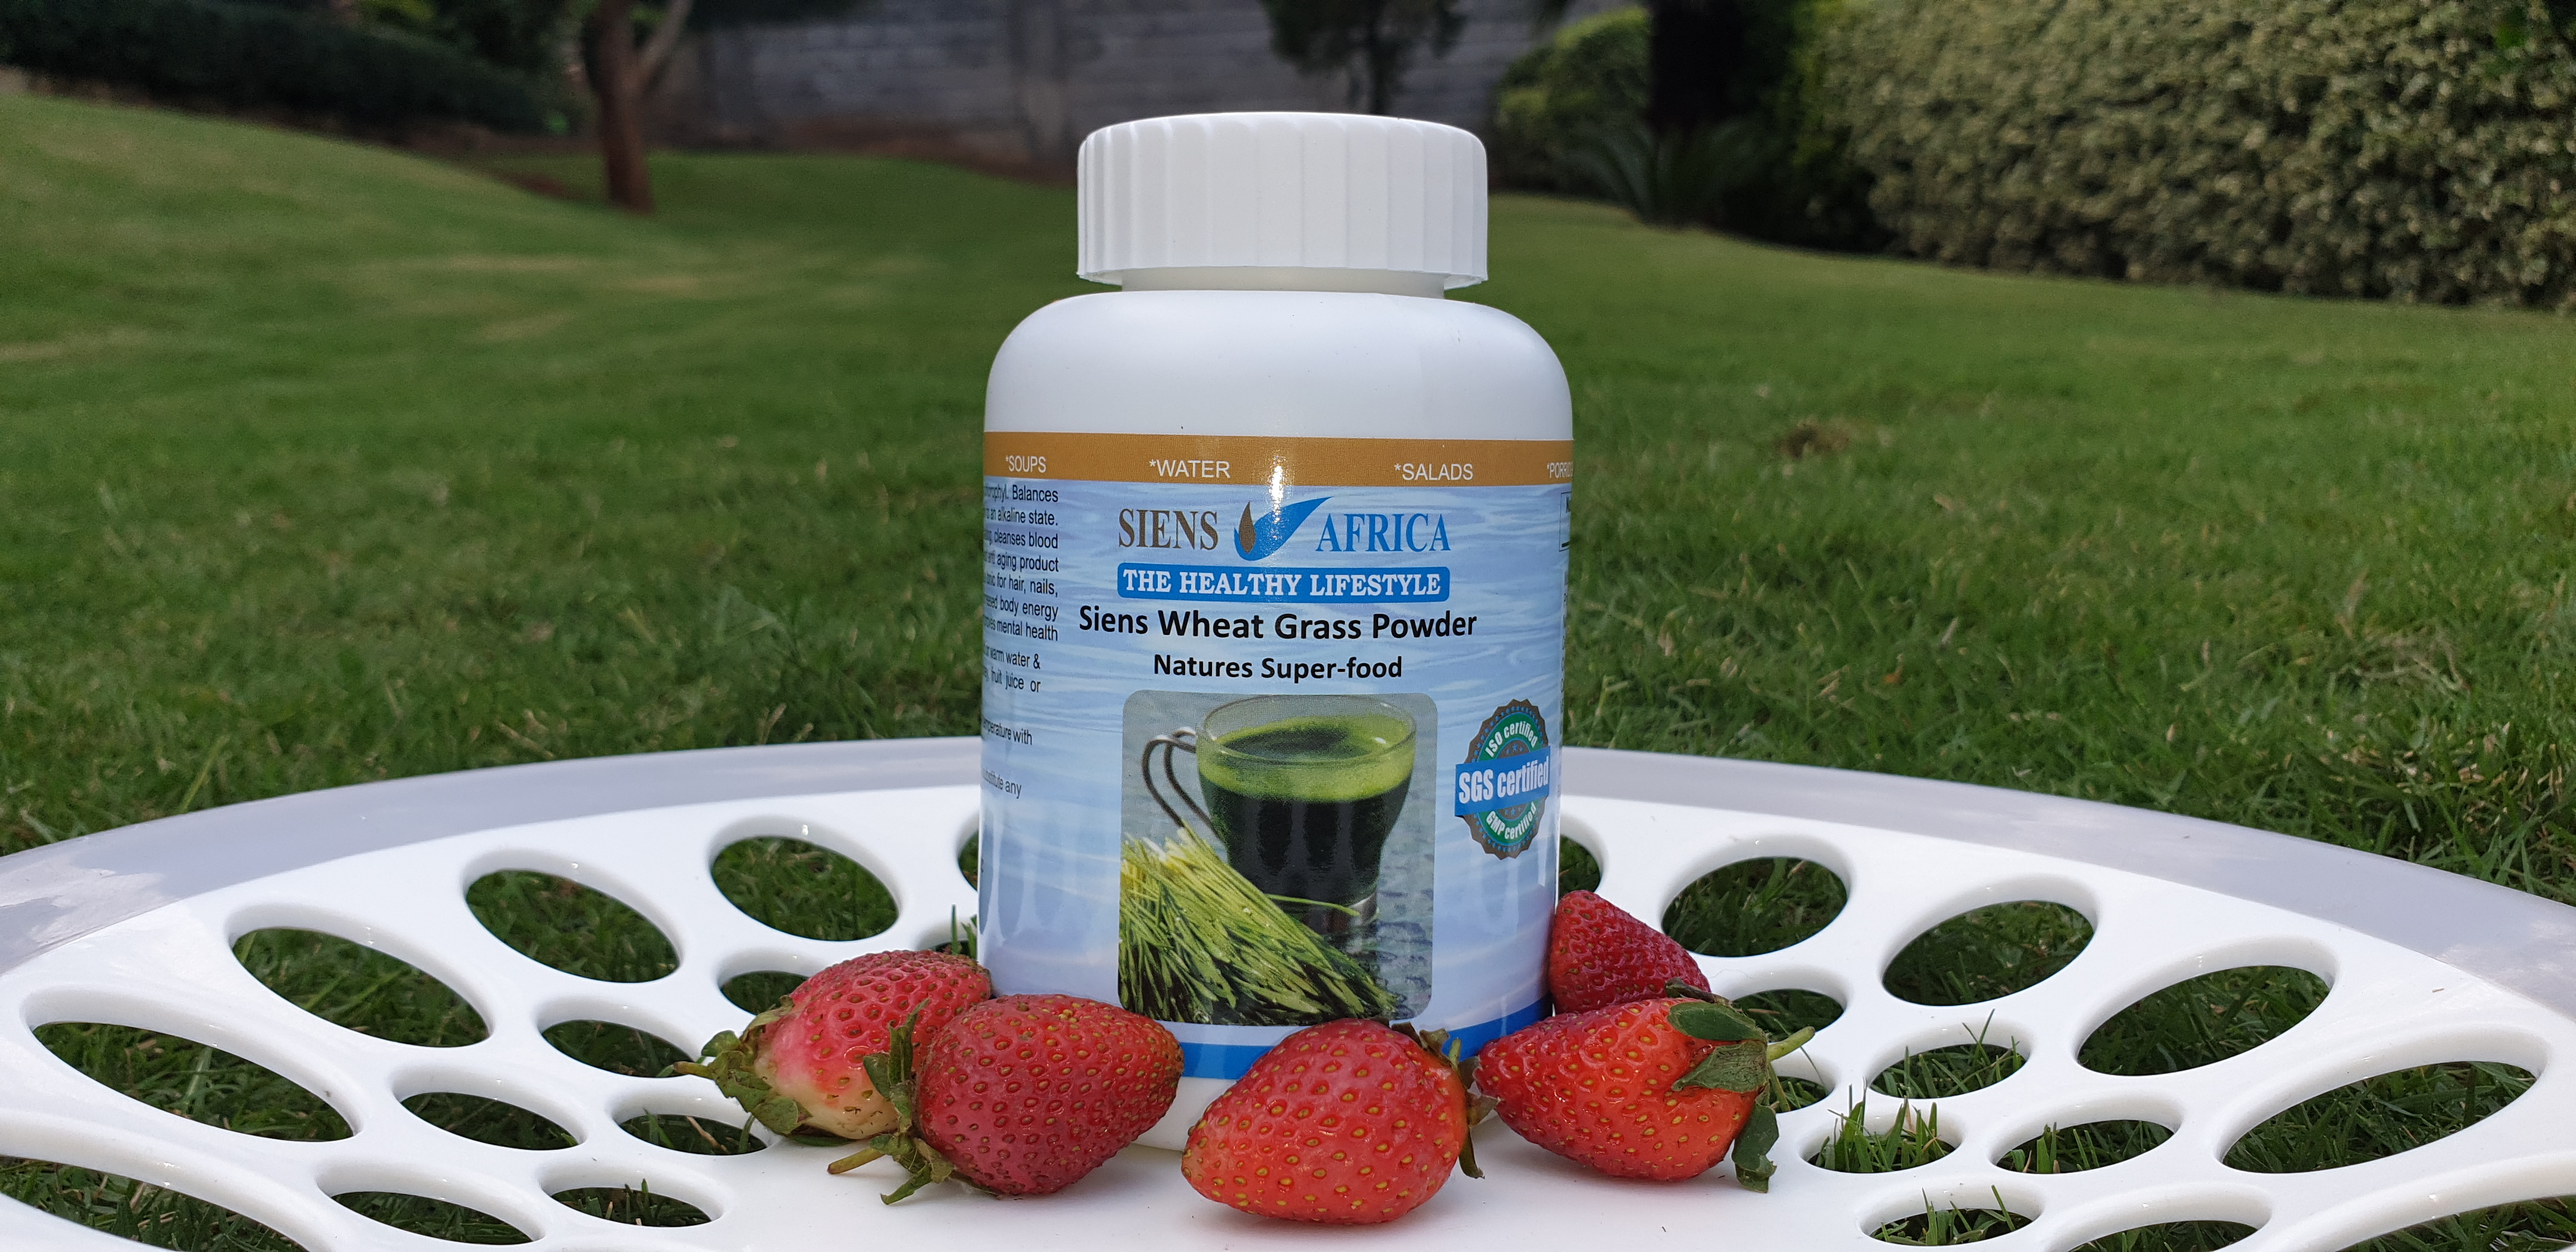 *SOUPS *WATER *SALADS
Balances
an alkaline state.
cleanses blood
aging product
for hair, nails,
body energy
mental health
warm water &
fruit juice or
with
any
SIENS AFRICA
THE HEALTHY LIFESTYLE
Siens Wheat Grass Powder
Natures Super-food
ISO certified
SGS certified
GMP certified